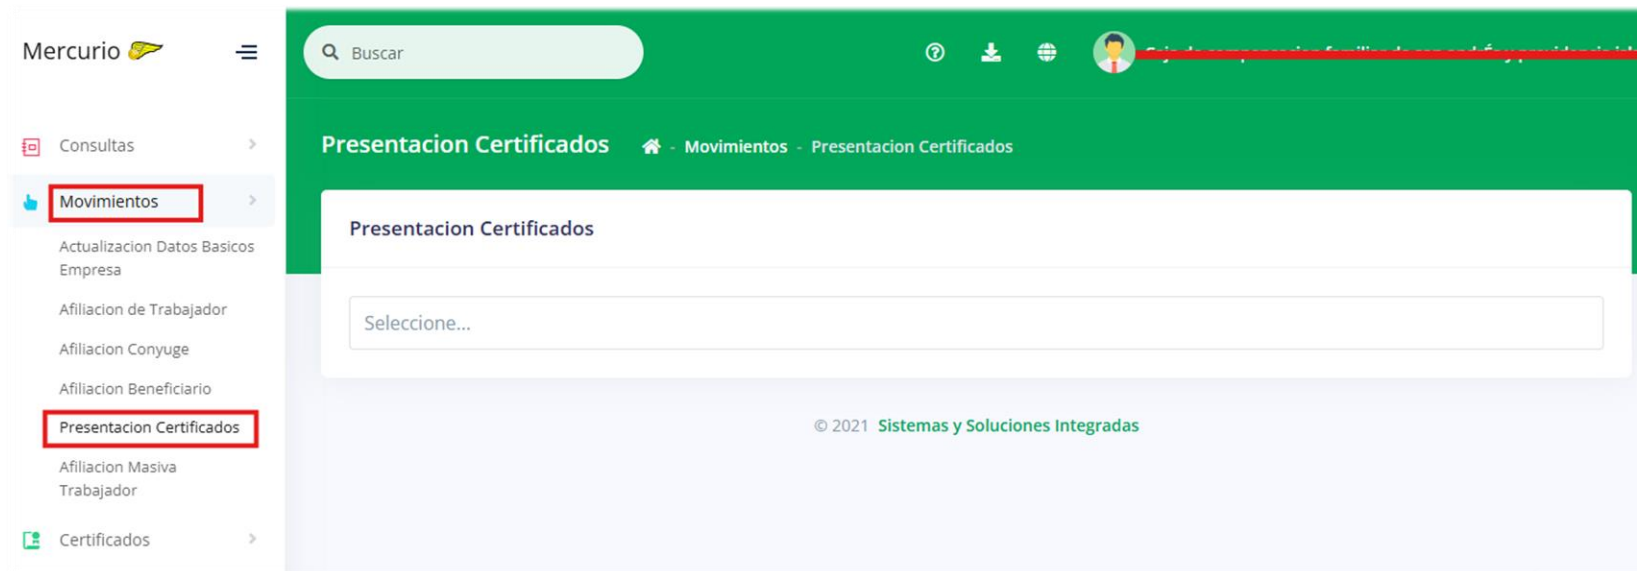 Mercurio
Buscar
Consultas
Movimientos
Actualizacion Datos Basicos
Empresa
Afiliacion de Trabajador
Afiliacion Conyuge
Afiliacion Beneficiario
Presentacion Certificados
Afiliacion Masiva
Trabajador
Certificados
Presentacion Certificados - Movimientos - Presentacion Certificados
Presentacion Certificados
Seleccione...
© 2021 Sistemas y Soluciones Integradas